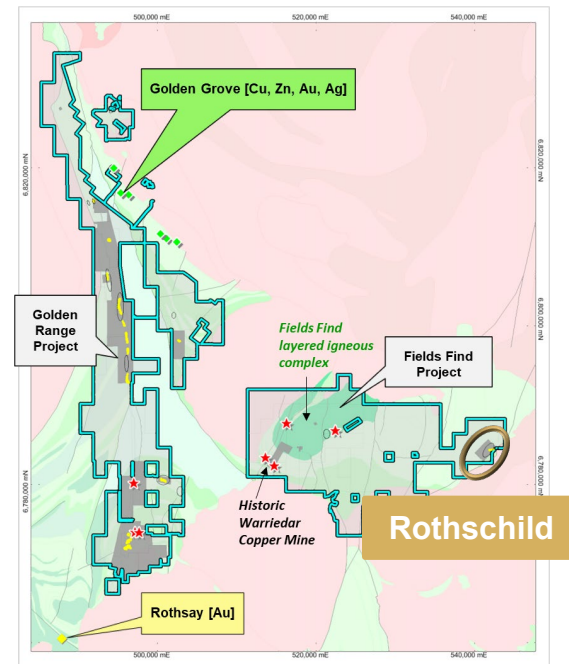 500,000 mE
520,000 mE
540,000 mE
Golden Grove [Cu, Zn, Au, Ag]
6,820,000 mN
6,820,000 mN
6,800,000 mN
Golden
Range
Project
Fields Find
layered igneous
complex
Fields Find
Project
6,780,000 mN
6,780,000 mN
Historic
Warriedar
Copper Mine
Rothschild
Rothsay [Au]
500,000 mE
520,000 mE
540,000 mE